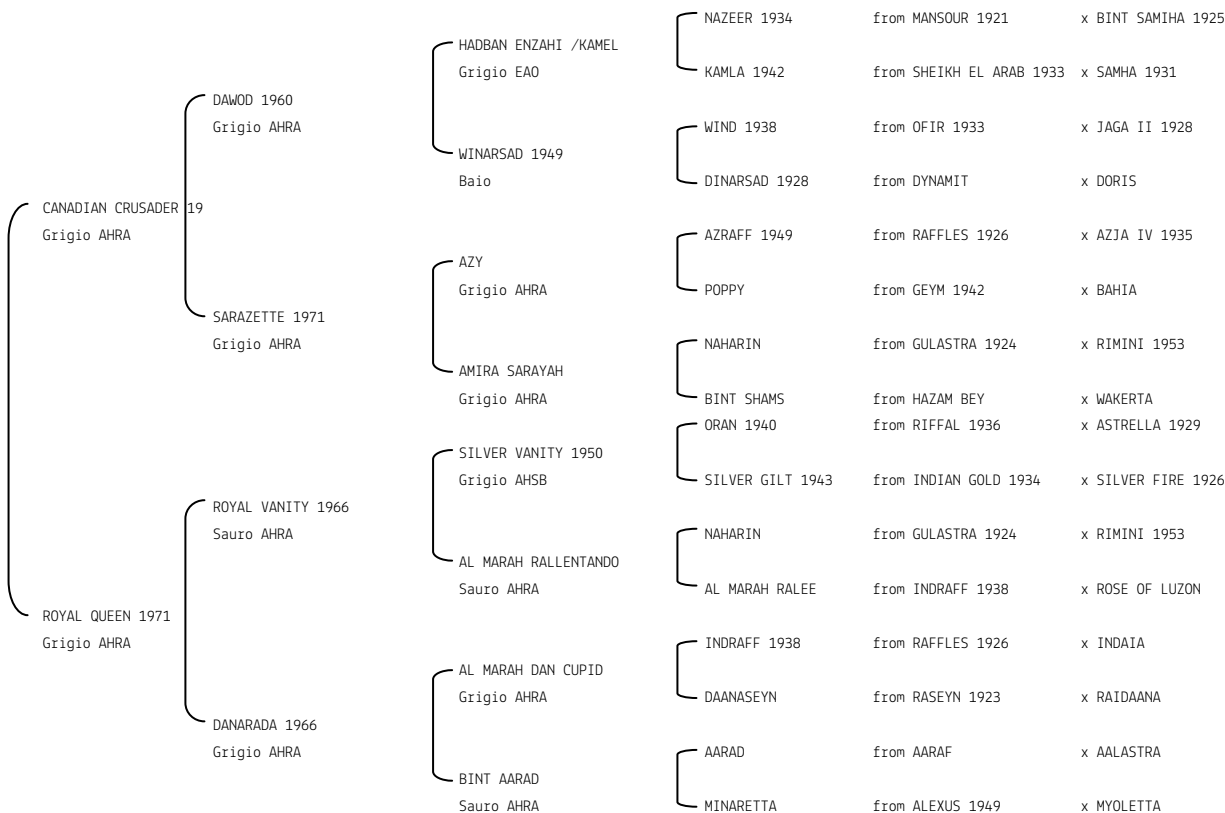 NAZEER 1934 from MANSOUR 1921 x BINT SAMIHA 1925
HADBAN ENZAHI /KAMEL
Grigio EAO KAMLA 1942 from SHEIKH EL ARAB 1933 x SAMHA 1931
DAWOD 1960
Grigio AHRA WIND 1938 from OFIR 1933 x JAGA II 1928
WINARSAD 1949
Baio DINARSAD 1928 from DYNAMIT x DORIS
CANADIAN CRUSADER 19
Grigio AHRA AZRAFF 1949 from RAFFLES 1926 x AZJA IV 1935
AZY
Grigio AHRA POPPY from GEYM 1942 x BAHIA
SARAZETTE 1971
Grigio AHRA NAHARIN from GULASTRA 1924 x RIMINI 1953
AMIRA SARAYAH
Grigio AHRA BINT SHAMS from HAZAM BEY x WAKERTA
ORAN 1940 from RIFFAL 1936 x ASTRELLA 1929
SILVER VANITY 1950
Grigio AHSB SILVER GILT 1943 from INDIAN GOLD 1934 x SILVER FIRE 1926
ROYAL VANITY 1966
Sauro AHRA NAHARIN from GULASTRA 1924 x RIMINI 1953
AL MARAH RALLENTANDO
Sauro AHRA AL MARAH RALEE from INDRAFF 1938 x ROSE OF LUZON
ROYAL QUEEN 1971
Grigio AHRA INDRAFF 1938 from RAFFLES 1926 x INDAIA
AL MARAH DAN CUPID
Grigio AHRA DAANASEYN from RASEYN 1923 x RAIDAANA
DANARADA 1966
Grigio AHRA AARAD from AARAF x AALASTRA
BINT AARAD
Sauro AHRA MINARETTA from ALEXUS 1949 x MYOLETTA